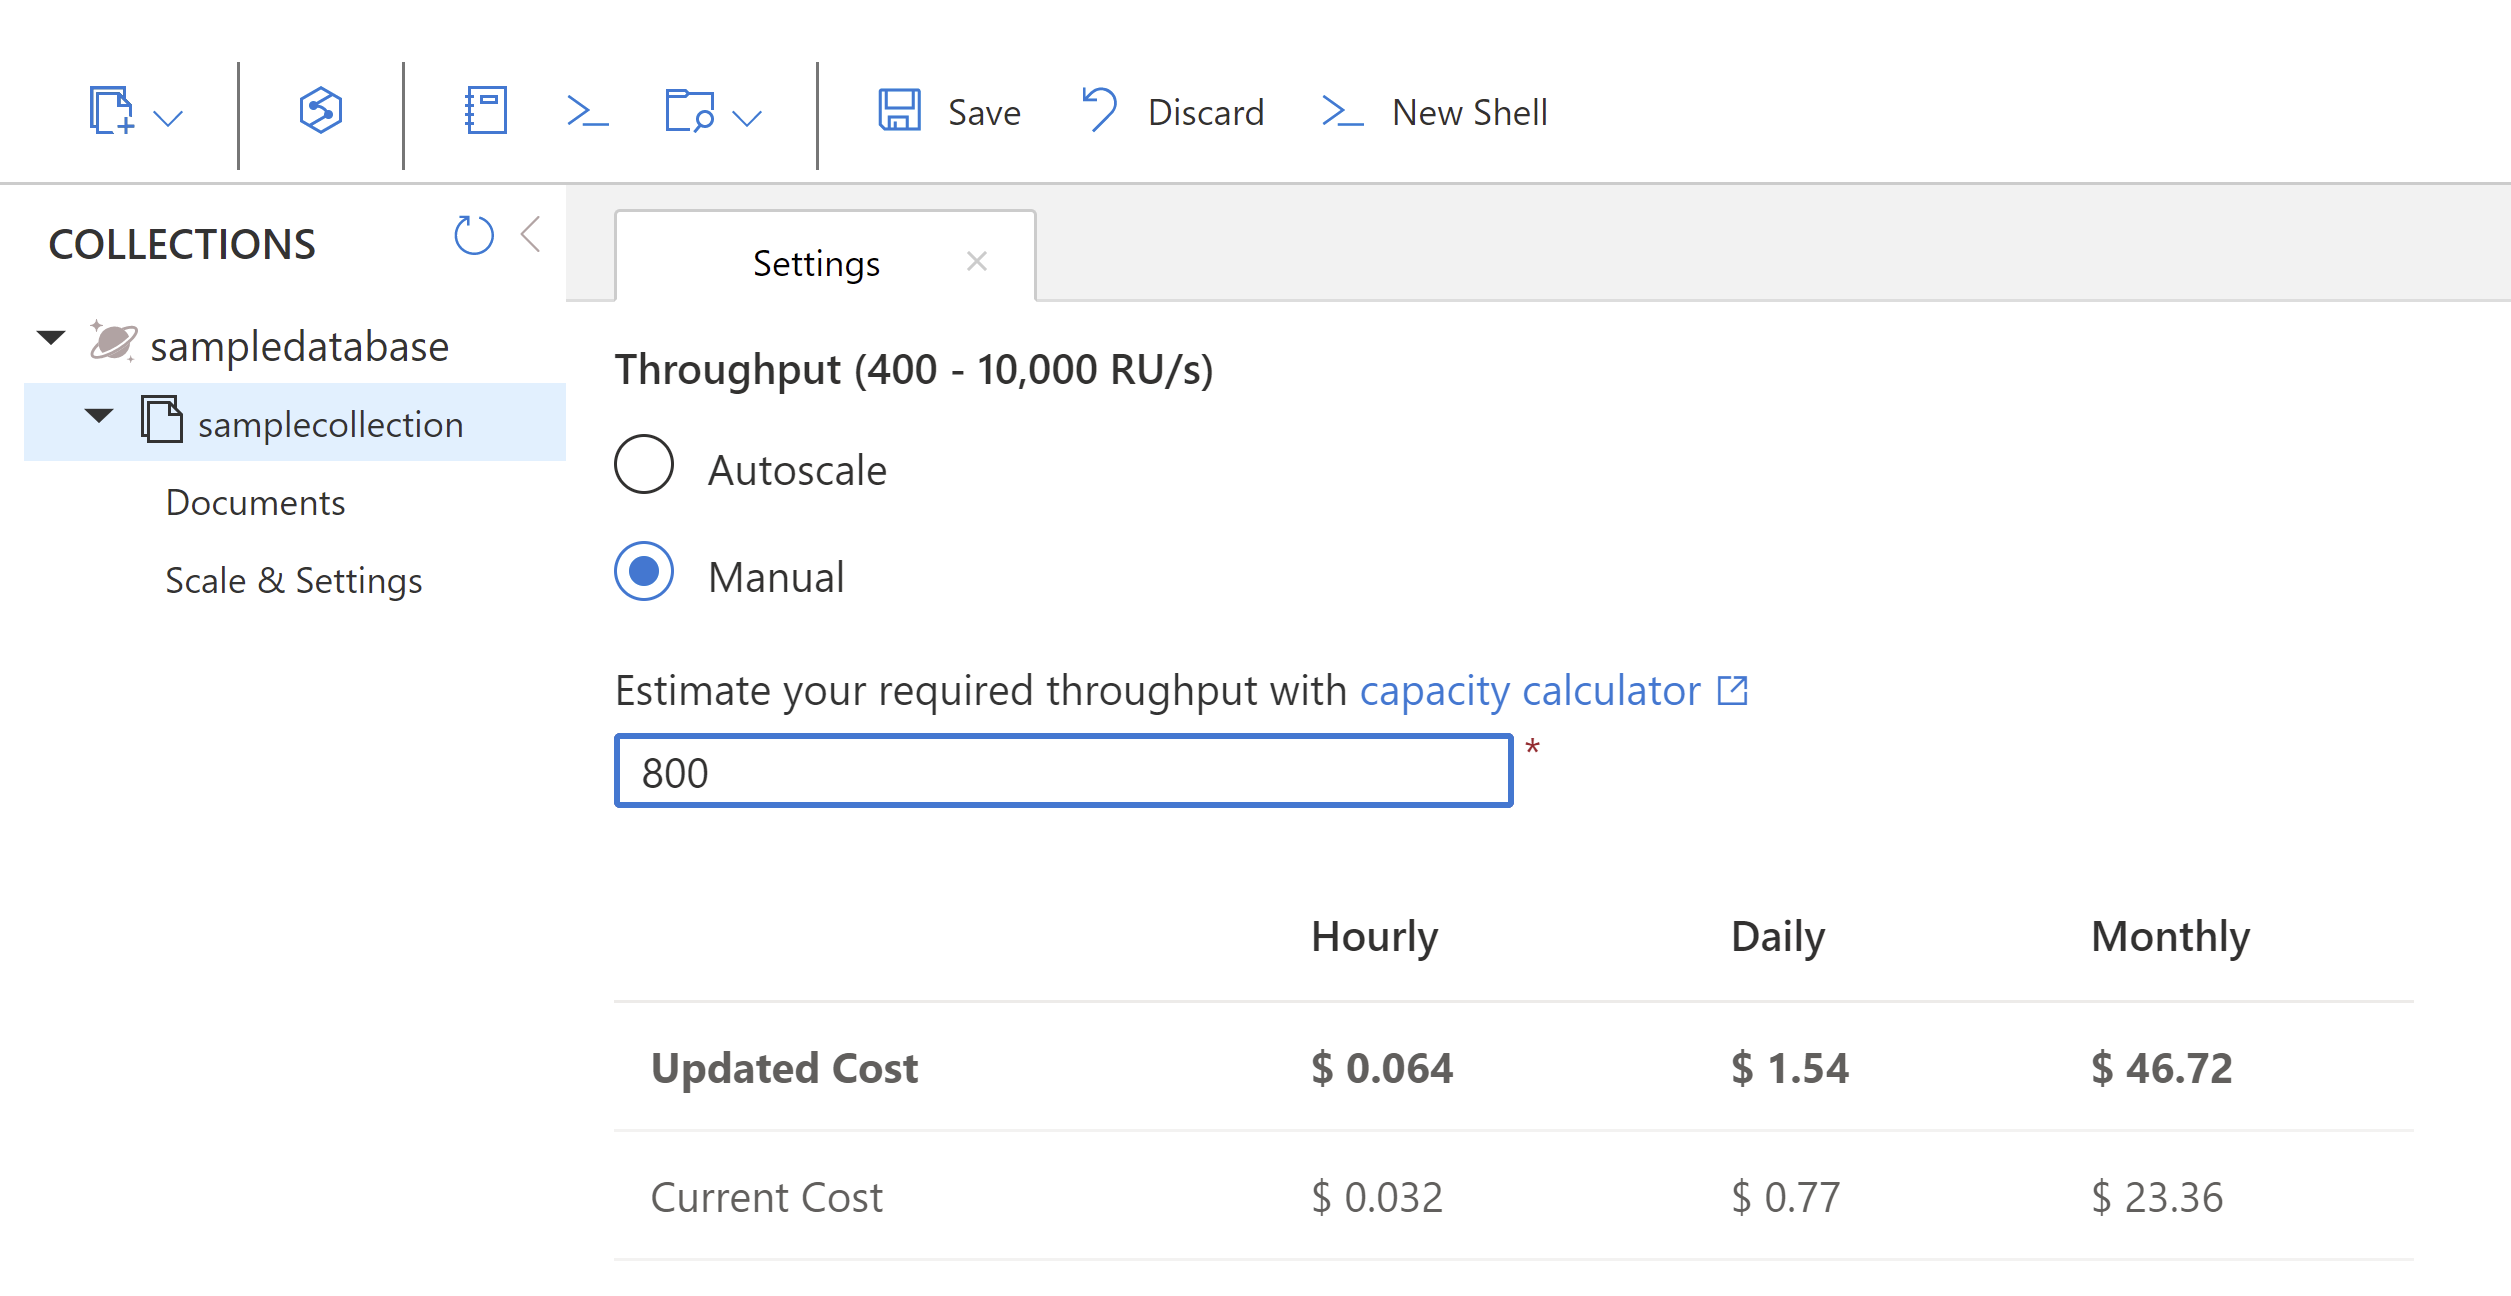 Save Discard New Shell
COLLECTIONS
sampledatabase
samplecollection
Documents
Scale & Settings
Settings
Throughput (400 - 10,000 RU/s)
Autoscale
Manual
Estimate your required throughput with capacity calculator
800 *
Hourly Daily Monthly
Updated Cost $ 0.064 $ 1.54 $ 46.72
Current Cost $ 0.032 $ 0.77 $ 23.36